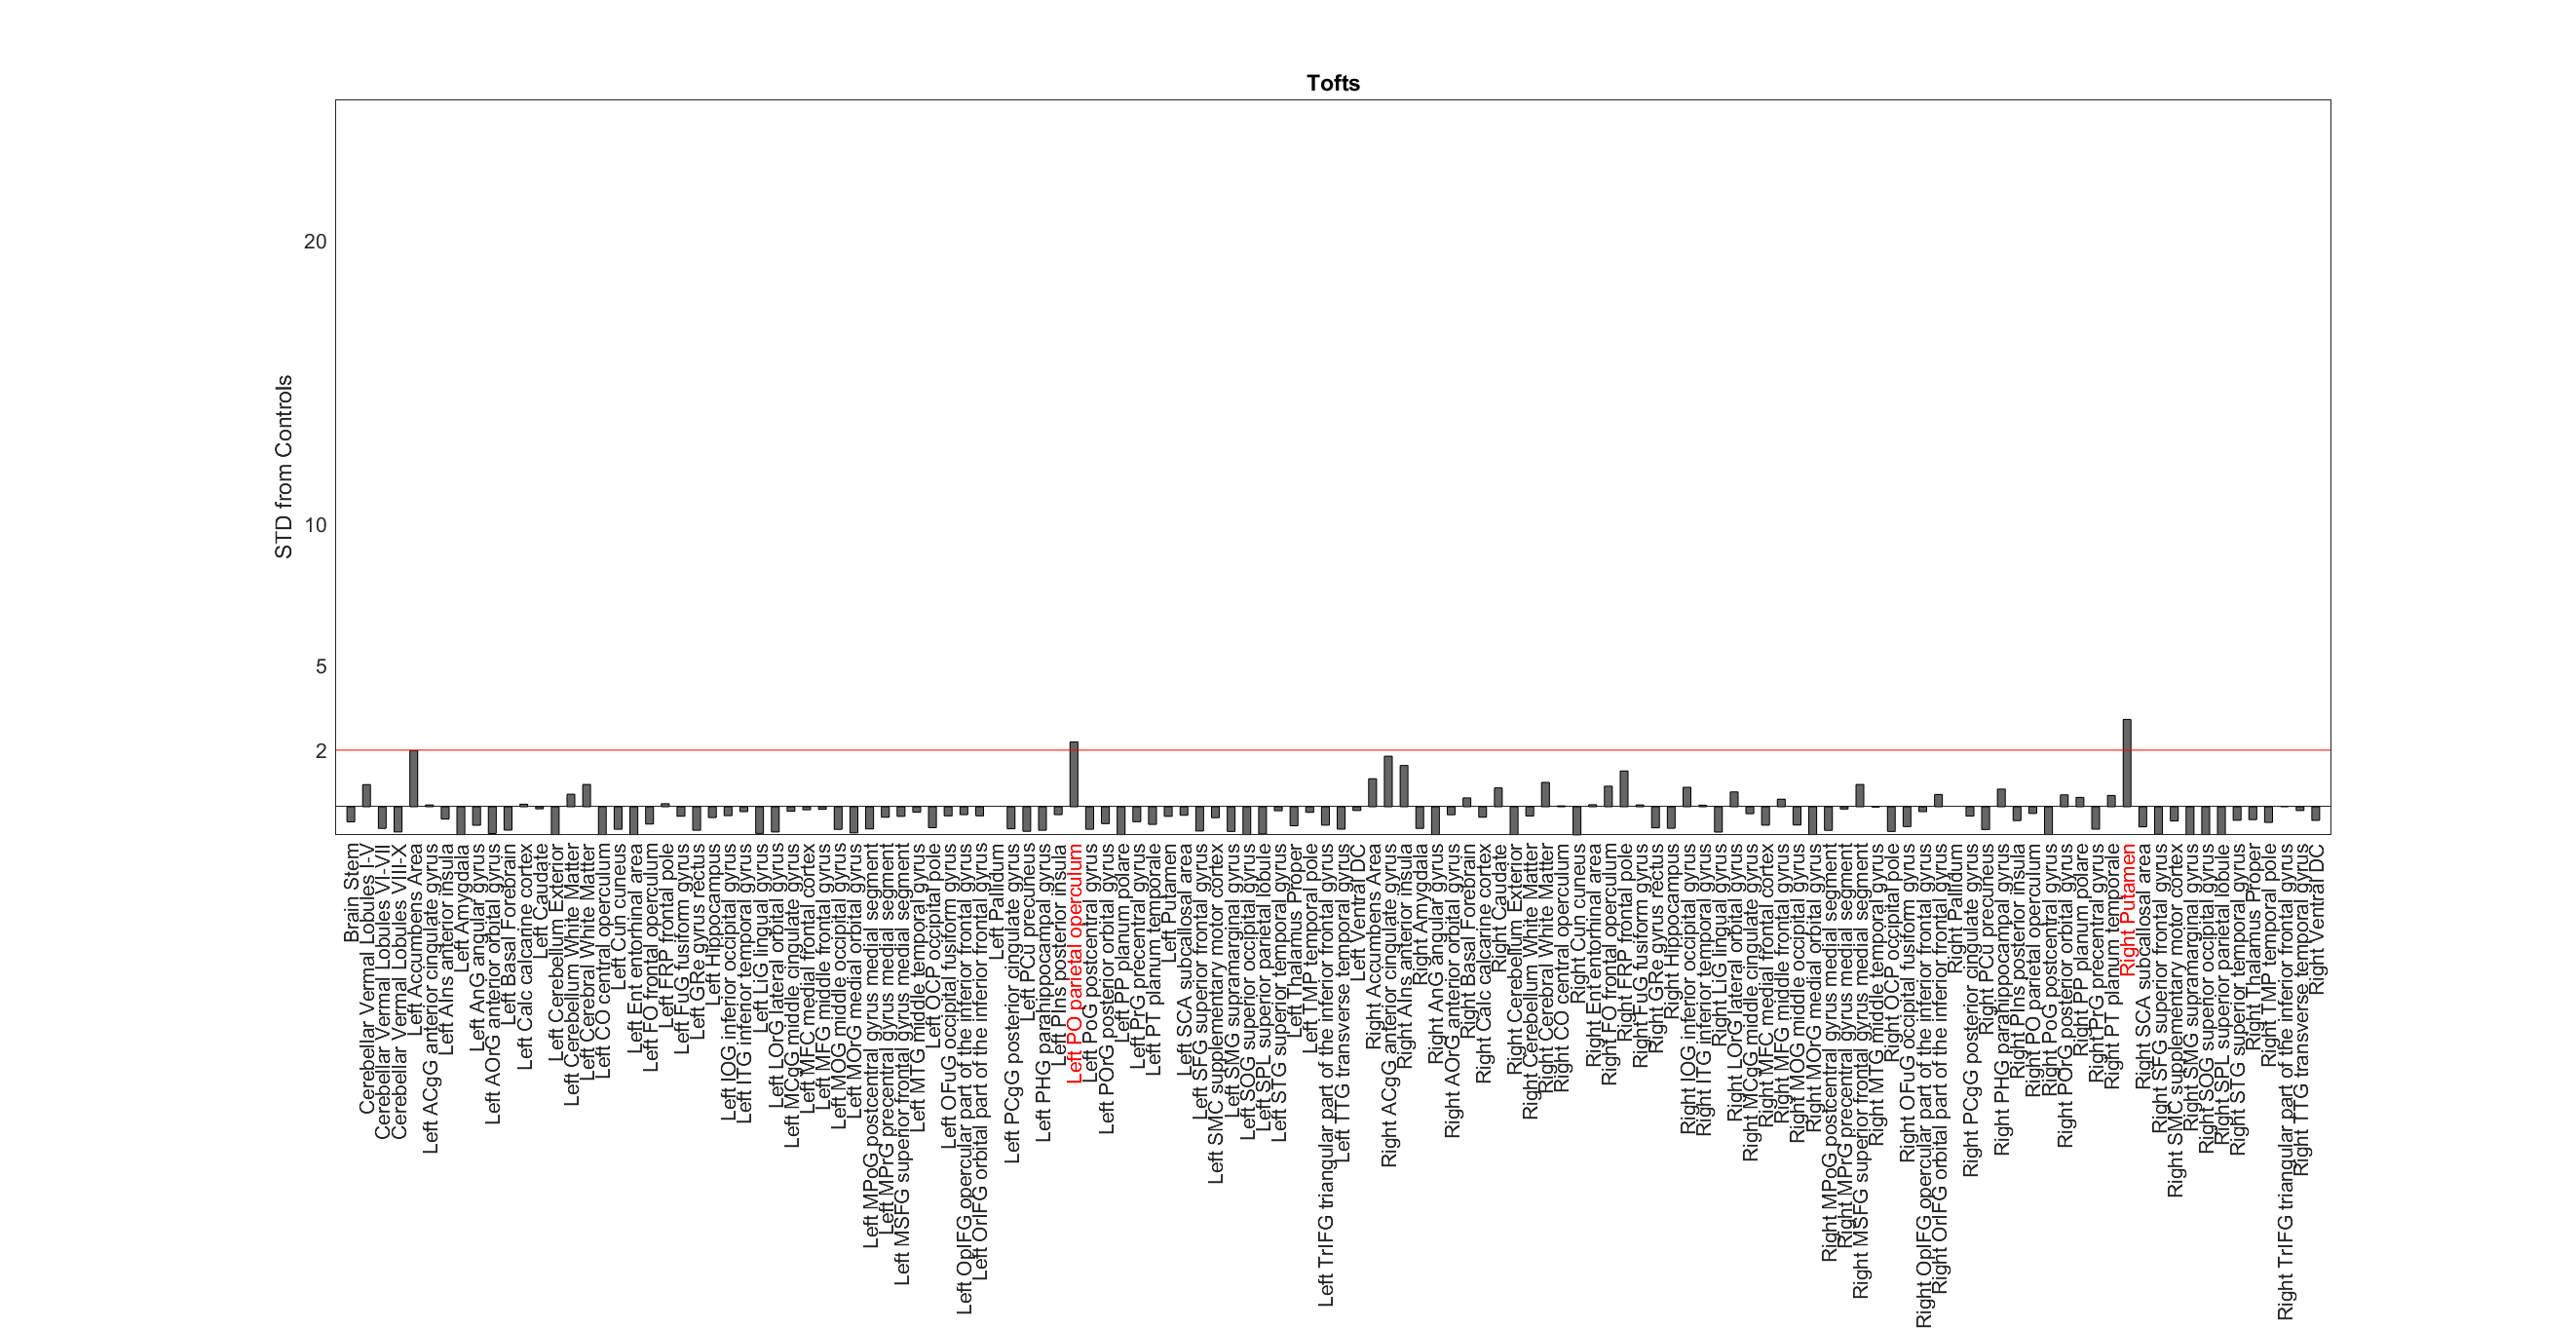 Tofts
STD from Controls
20
10
5
2
Brain Stem
Cerebellar Vermal Lobules I-V
Cerebellar Vermal Lobules VI-VII
Cerebellar Vermal Lobules VIII-X
Left Accumbens Area
Left ACgG anterior cingulate gyrus
Left AIns anterior insula
Left Amygdala
Left AnG angular gyrus
Left AOrG anterior orbital gyrus
Left Basal Forebrain
Left Calc calcarine cortex
Left Caudate
Left Cerebellum Exterior
Left Cerebellum White Matter
Left Cerebral White Matter
Left CO central operculum
Left Cun cuneus
Left Ent entorhinal area
Left FO frontal operculum
Left FRP frontal pole
Left FuG fusiform gyrus
Left GRe gyrus rectus
Left Hippocampus
Left IOG inferior occipital gyrus
Left ITG inferior temporal gyrus
Left LiG lingual gyrus
Left LOrG lateral orbital gyrus
Left MCgG middle cingulate gyrus
Left MFC medial frontal cortex
Left MFG middle frontal gyrus
Left MOG middle occipital gyrus
Left MOrG medial orbital gyrus
Left MPoG postcentral gyrus medial segment
Left MPrG precentral gyrus medial segment
Left MSFG superior frontal gyrus medial segment
Left MTG middle temporal gyrus
Left OCP occipital pole
Left OFuG occipital fusiform gyrus
Left OpIFG opercular part of the inferior frontal gyrus
Left OrIFG orbital part of the inferior frontal gyrus
Left Pallidum
Left PCgG posterior cingulate gyrus
Left PCu precuneus
Left PHG parahippocampal gyrus
Left PIns posterior insula
Left PO parietal operculum
Left PoG postcentral gyrus
Left POrG posterior orbital gyrus
Left PP planum polare
Left PrG precentral gyrus
Left PT planum temporale
Left Putamen
Left SCA subcallosal area
Left SFG superior frontal gyrus
Left SMC supplementary motor cortex
Left SMG supramarginal gyrus
Left SOG superior occipital gyrus
Left SPL superior parietal lobule
Left STG superior temporal gyrus
Left Thalamus Proper
Left TMP temporal pole
Left TrIFG triangular part of the inferior frontal gyrus
Left TTG transverse temporal gyrus
Left Ventral DC
Right Accumbens Area
Right ACgG anterior cingulate gyrus
Right AIns anterior insula
Right Amygdala
Right AnG angular gyrus
Right AOrG anterior orbital gyrus
Right Basal Forebrain
Right Calc calcarine cortex
Right Caudate
Right Cerebellum Exterior
Right Cerebellum White Matter
Right Cerebral White Matter
Right CO central operculum
Right Cun cuneus
Right Ent entorhinal area
Right FO frontal operculum
Right FRP frontal pole
Right FuG fusiform gyrus
Right GRe gyrus rectus
Right Hippocampus
Right IOG inferior occipital gyrus
Right ITG inferior temporal gyrus
Right LiG lingual gyrus
Right LOrG lateral orbital gyrus
Right MCgG middle cingulate gyrus
Right MFC medial frontal cortex
Right MFG middle frontal gyrus
Right MOG middle occipital gyrus
Right MOrG medial orbital gyrus
Right MPoG postcentral gyrus medial segment
Right MPrG precentral gyrus medial segment
Right MSFG superior frontal gyrus medial segment
Right MTG middle temporal gyrus
Right OCP occipital pole
Right OFuG occipital fusiform gyrus
Right OpIFG opercular part of the inferior frontal gyrus
Right OrIFG orbital part of the inferior frontal gyrus
Right Pallidum
Right PCgG posterior cingulate gyrus
Right PCu precuneus
Right PHG parahippocampal gyrus
Right PIns posterior insula
Right PO parietal operculum
Right PoG postcentral gyrus
Right POrG posterior orbital gyrus
Right PP planum polare
Right PrG precentral gyrus
Right PT planum temporale
Right Putamen
Right SCA subcallosal area
Right SFG superior frontal gyrus
Right SMC supplementary motor cortex
Right SMG supramarginal gyrus
Right SOG superior occipital gyrus
Right SPL superior parietal lobule
Right STG superior temporal gyrus
Right Thalamus Proper
Right TMP temporal pole
Right TrIFG triangular part of the inferior frontal gyrus
Right TTG transverse temporal gyrus
Right Ventral DC